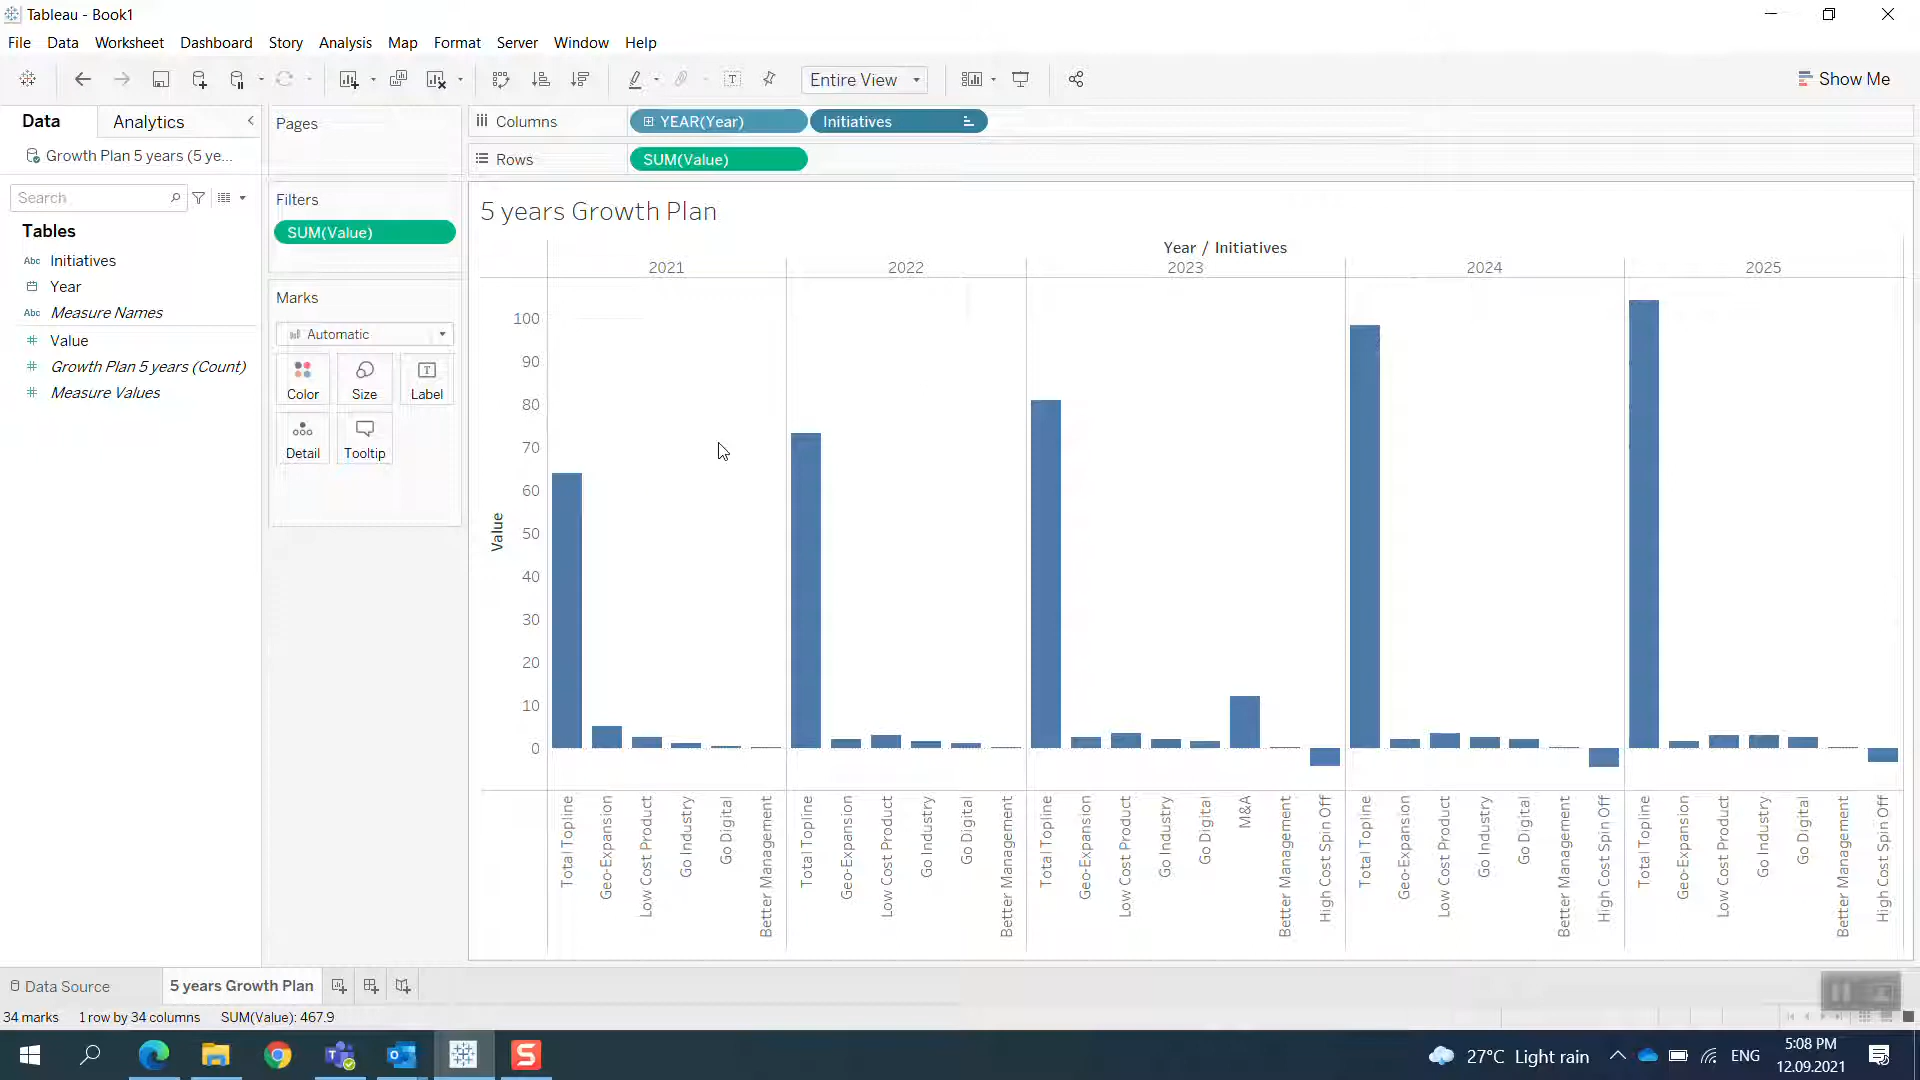 Tableau - Book1
File Data Worksheet Dashboard Story Analysis Map Format Server Window Help
Entire View
Show Me
Data Analytics
Growth Plan 5 years (5 ye...
Search
Tables
Abc Initiatives
Year
Abc Measure Names
# Value
# Growth Plan 5 years (Count)
# Measure Values
Pages
Filters
SUM(Value)
Marks
Automatic
Color Size Label
Detail Tooltip
Columns YEAR(Year) Initiatives
Rows SUM(Value)
5 years Growth Plan
Year / Initiatives
2021 2022 2023 2024 2025
100
90
80
70
60
50
40
30
20
10
0
Value
Total Topline
Geo-Expansion
Low Cost Product
Go Industry
Go Digital
Better Management
Total Topline
Geo-Expansion
Low Cost Product
Go Industry
Go Digital
Better Management
Total Topline
Geo-Expansion
Low Cost Product
Go Industry
Go Digital
M&A
Better Management
High Cost Spin Off
Total Topline
Geo-Expansion
Low Cost Product
Go Industry
Go Digital
Better Management
High Cost Spin Off
Total Topline
Geo-Expansion
Low Cost Product
Go Industry
Go Digital
Better Management
High Cost Spin Off
Data Source 5 years Growth Plan
34 marks 1 row by 34 columns SUM(Value): 467.9
S
27°C Light rain
ENG
5:08 PM
12.09.2021